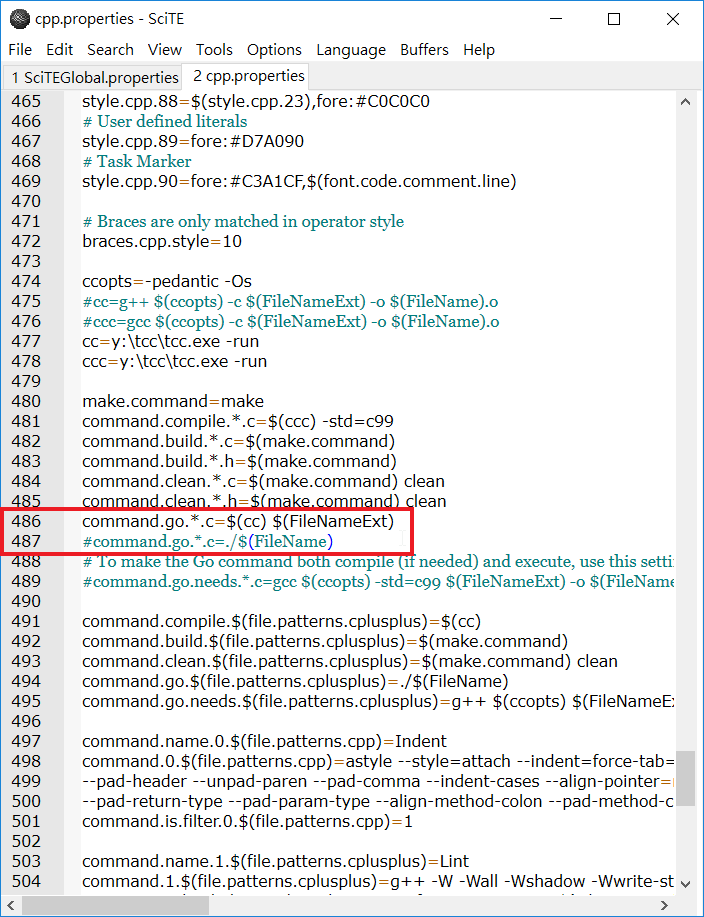 cpp.properties - SciTE
File Edit Search View Tools Options Language Buffers Help
1 SciTEGlobal.properties 2 cpp.properties
465 style.cpp.88=$(style.cpp.23),fore:#C0C0C0
466 # User defined literals
467 style.cpp.89=fore:#D7A090
468 # Task Marker
469 style.cpp.90=fore:#C3A1CF,$(font.code.comment.line)
470
471 # Braces are only matched in operator style
472 braces.cpp.style=10
473
474 ccopts=-pedantic -Os
475 #cc=g++ $(ccopts) -c $(FileNameExt) -o $(FileName).o
476 #ccc=gcc $(ccopts) -c $(FileNameExt) -o $(FileName).o
477 cc=y:\tcc\tcc.exe -run
478 ccc=y:\tcc\tcc.exe -run
479
480 make.command=make
481 command.compile.*.c=$(ccc) -std=c99
482 command.build.*.c=$(make.command)
483 command.build.*.h=$(make.command)
484 command.clean.*.c=$(make.command) clean
485 command.clean.*.h=$(make.command) clean
486 command.go.*.c=$(cc) $(FileNameExt)
487 #command.go.*.c=./$(FileName)
488 # To make the Go command both compile (if needed) and execute, use this setti
489 #command.go.needs.*.c=gcc $(ccopts) -std=c99 $(FileNameExt) -o $(FileName
490
491 command.compile.$(file.patterns.cplusplus)=$(cc)
492 command.build.$(file.patterns.cplusplus)=$(make.command)
493 command.clean.$(file.patterns.cplusplus)=$(make.command) clean
494 command.go.$(file.patterns.cplusplus)=./$(FileName)
495 command.go.needs.$(file.patterns.cplusplus)=g++ $(ccopts) $(FileNameEx
496
497 command.name.0.$(file.patterns.cpp)=Indent
498 command.0.$(file.patterns.cpp)=astyle --style=attach --indent=force-tab=
499 --pad-header --unpad-paren --pad-comma --indent-cases --align-pointer=
500 --pad-return-type --pad-param-type --align-method-colon --pad-method-c
501 command.is.filter.0.$(file.patterns.cpp)=1
502
503 command.name.1.$(file.patterns.cplusplus)=Lint
504 command.1.$(file.patterns.cplusplus)=g++ -W -Wall -Wshadow -Wwrite-st